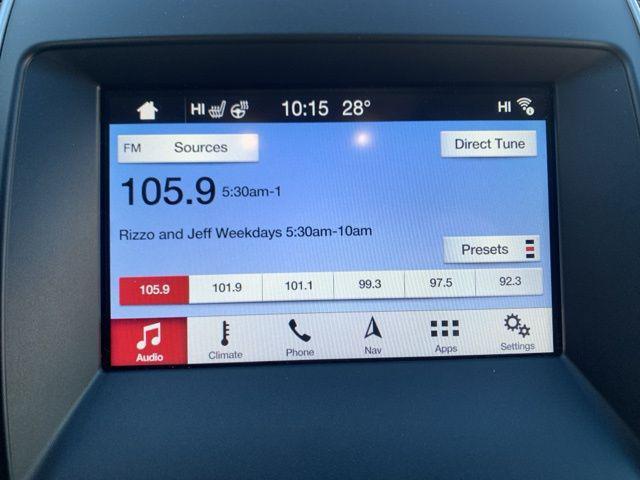 HI 10:15 28° HI
FM Sources Direct Tune
105.9 5:30am-1
Rizzo and Jeff Weekdays 5:30am-10am
Presets
105.9 101.9 101.1 99.3 97.5 92.3
Audio Climate Phone Nav Apps Settings